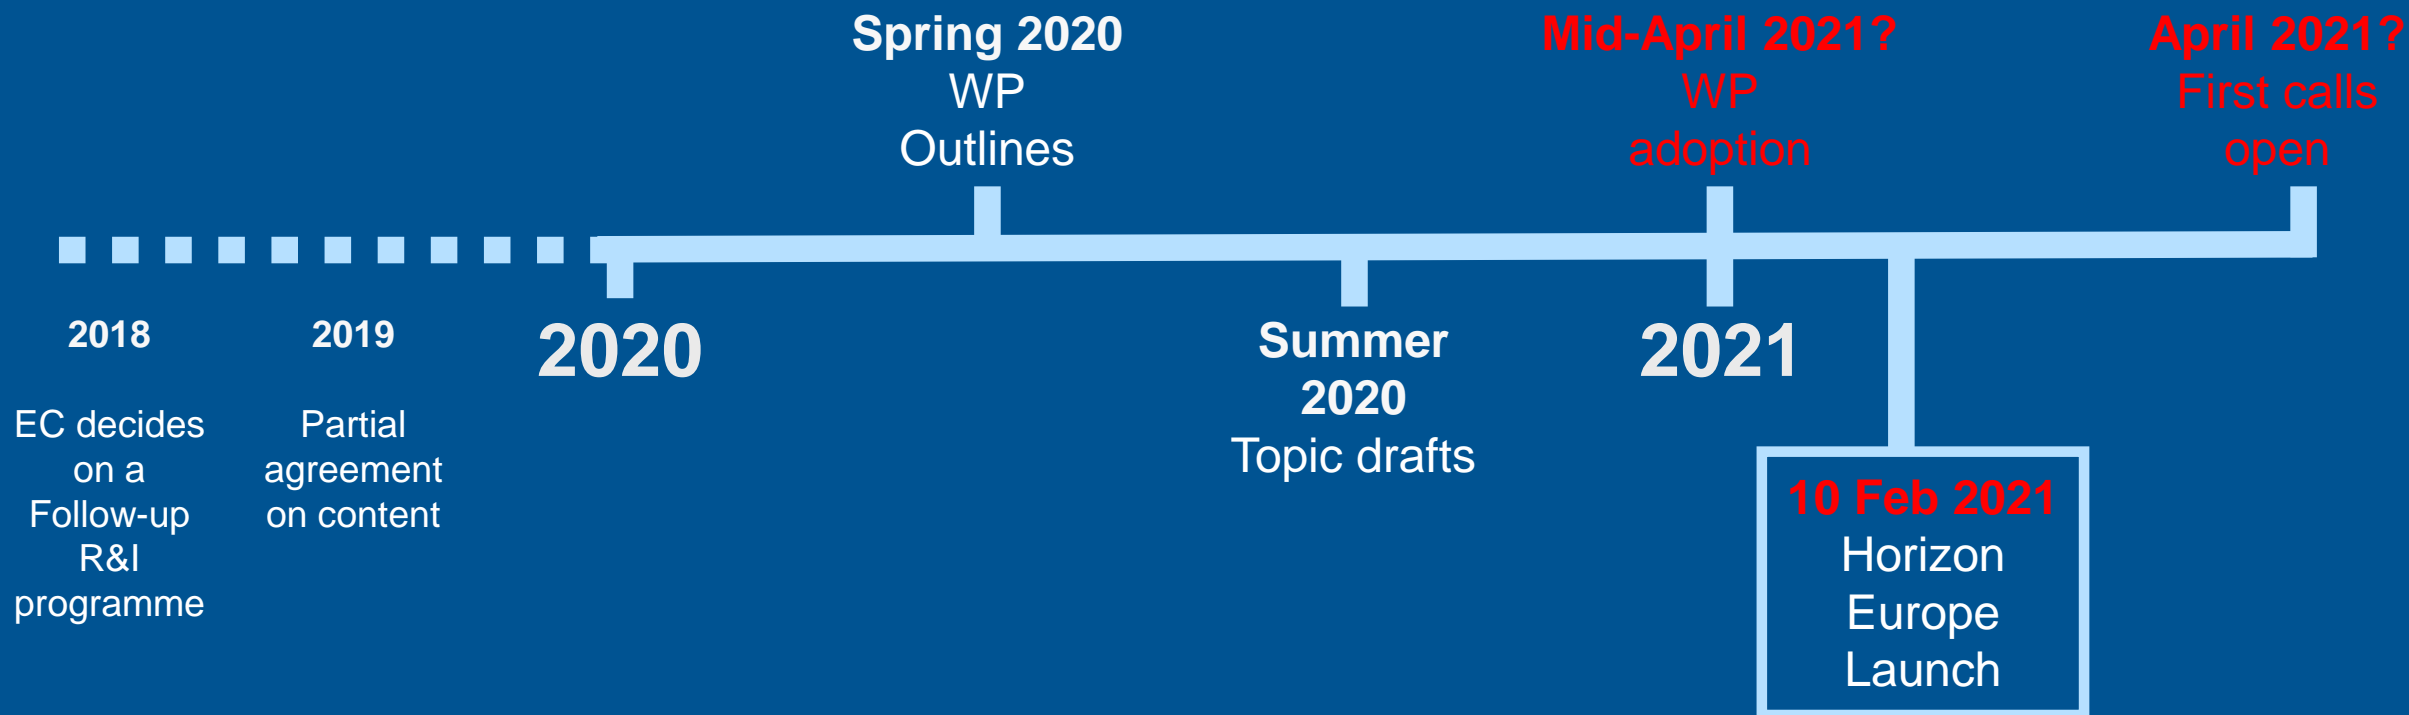 Spring 2020
WP
Outlines
Mid-April 2021?
WP
adoption
April 2021?
First calls
open
2018
EC decides
on a
Follow-up
R&I
programme
2019
Partial
agreement
on content
2020
Summer
2020
Topic drafts
2021
10 Feb 2021
Horizon
Europe
Launch